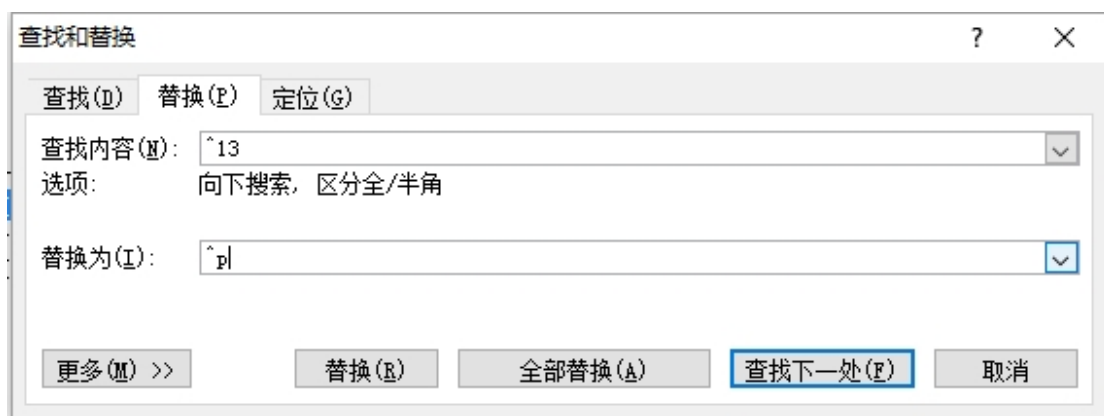 查找和替换 ? ×
查找(D) 替换(P) 定位(G)
查找内容(N): ^13
选项: 向下搜索, 区分全/半角
替换为(I): ^p
更多(M) >> 替换(R) 全部替换(A) 查找下一处(F) 取消